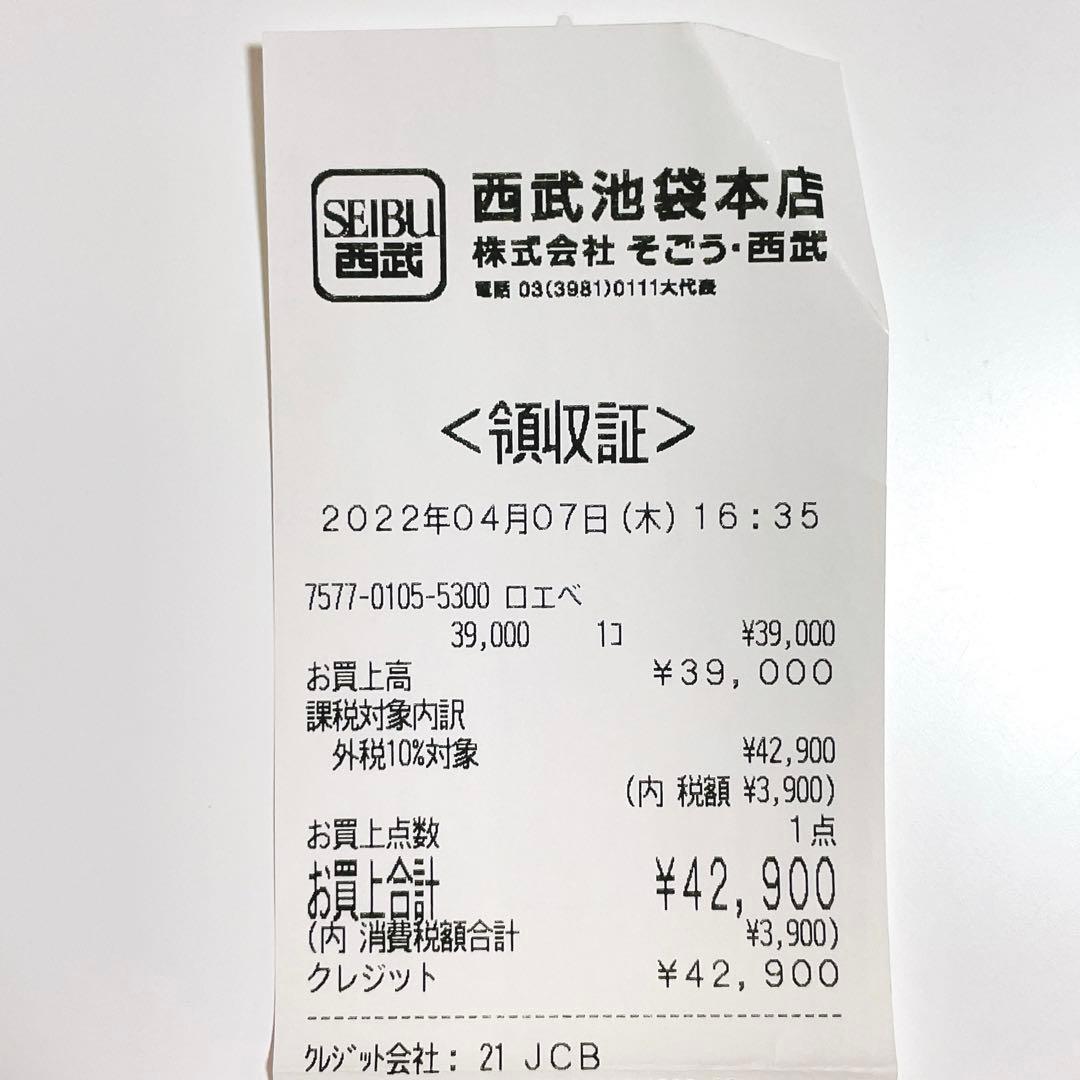 SEIBU
西武
西武池袋本店
株式会社 そごう・西武
電話 03(3981)0111大代表
<領収証>
2022年04月07日(木)16:35
7577-0105-5300 ロエベ
39,000 1コ ¥39,000
お買上高 ¥39,000
課税対象内訳
外税10%対象 ¥42,900
(内 税額 ¥3,900)
お買上点数 1点
お買上合計 ¥42,900
(内 消費税額合計 ¥3,900)
クレジット ¥42,900
クレジット会社: 21 JCB